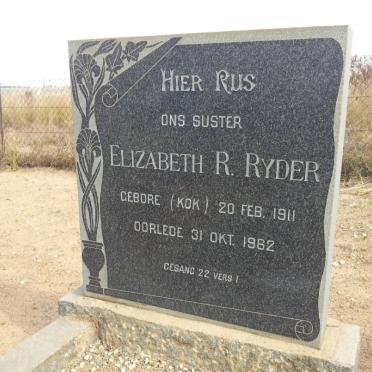 HIER RUS
ONS SUSTER
ELIZABETH R. RYDER
GEBORE (KOK) 20 FEB. 1911
OORLEDE 31 OKT. 1962
GESANG 22 VERS 1